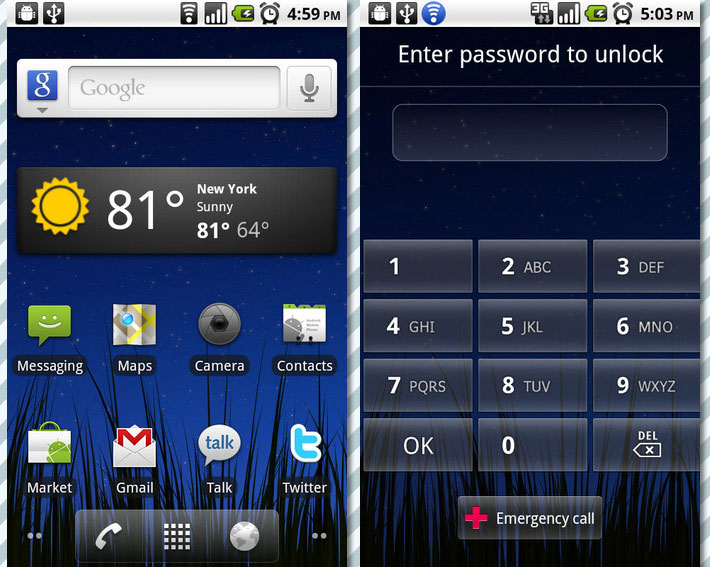 4:59 PM
g Google
81° New York
Sunny
81° 64°
Messaging Maps Camera Contacts
talk
Market Gmail Talk Twitter
3G 5:03 PM
Enter password to unlock
1 2 ABC 3 DEF
4 GHI 5 JKL 6 MNO
7 PQRS 8 TUV 9 WXYZ
OK 0 DEL
Emergency call